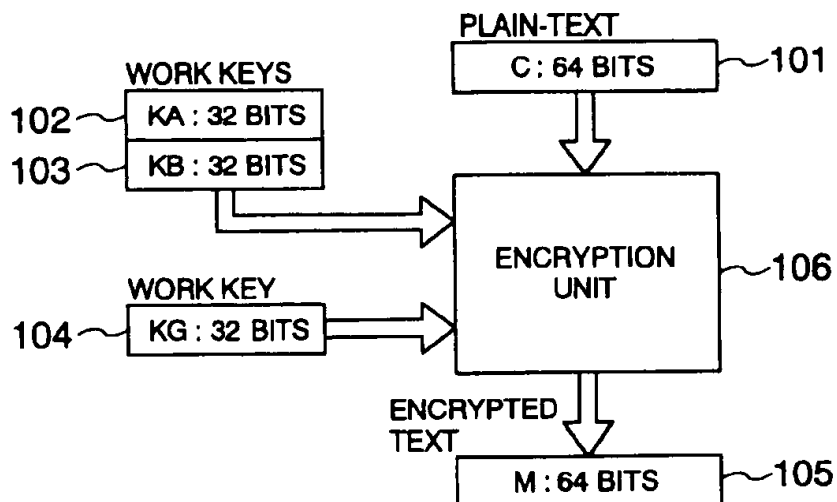 PLAIN-TEXT
C : 64 BITS
101
WORK KEYS
102
KA : 32 BITS
103
KB : 32 BITS
ENCRYPTION
UNIT
106
WORK KEY
104
KG : 32 BITS
ENCRYPTED
TEXT
M : 64 BITS
105